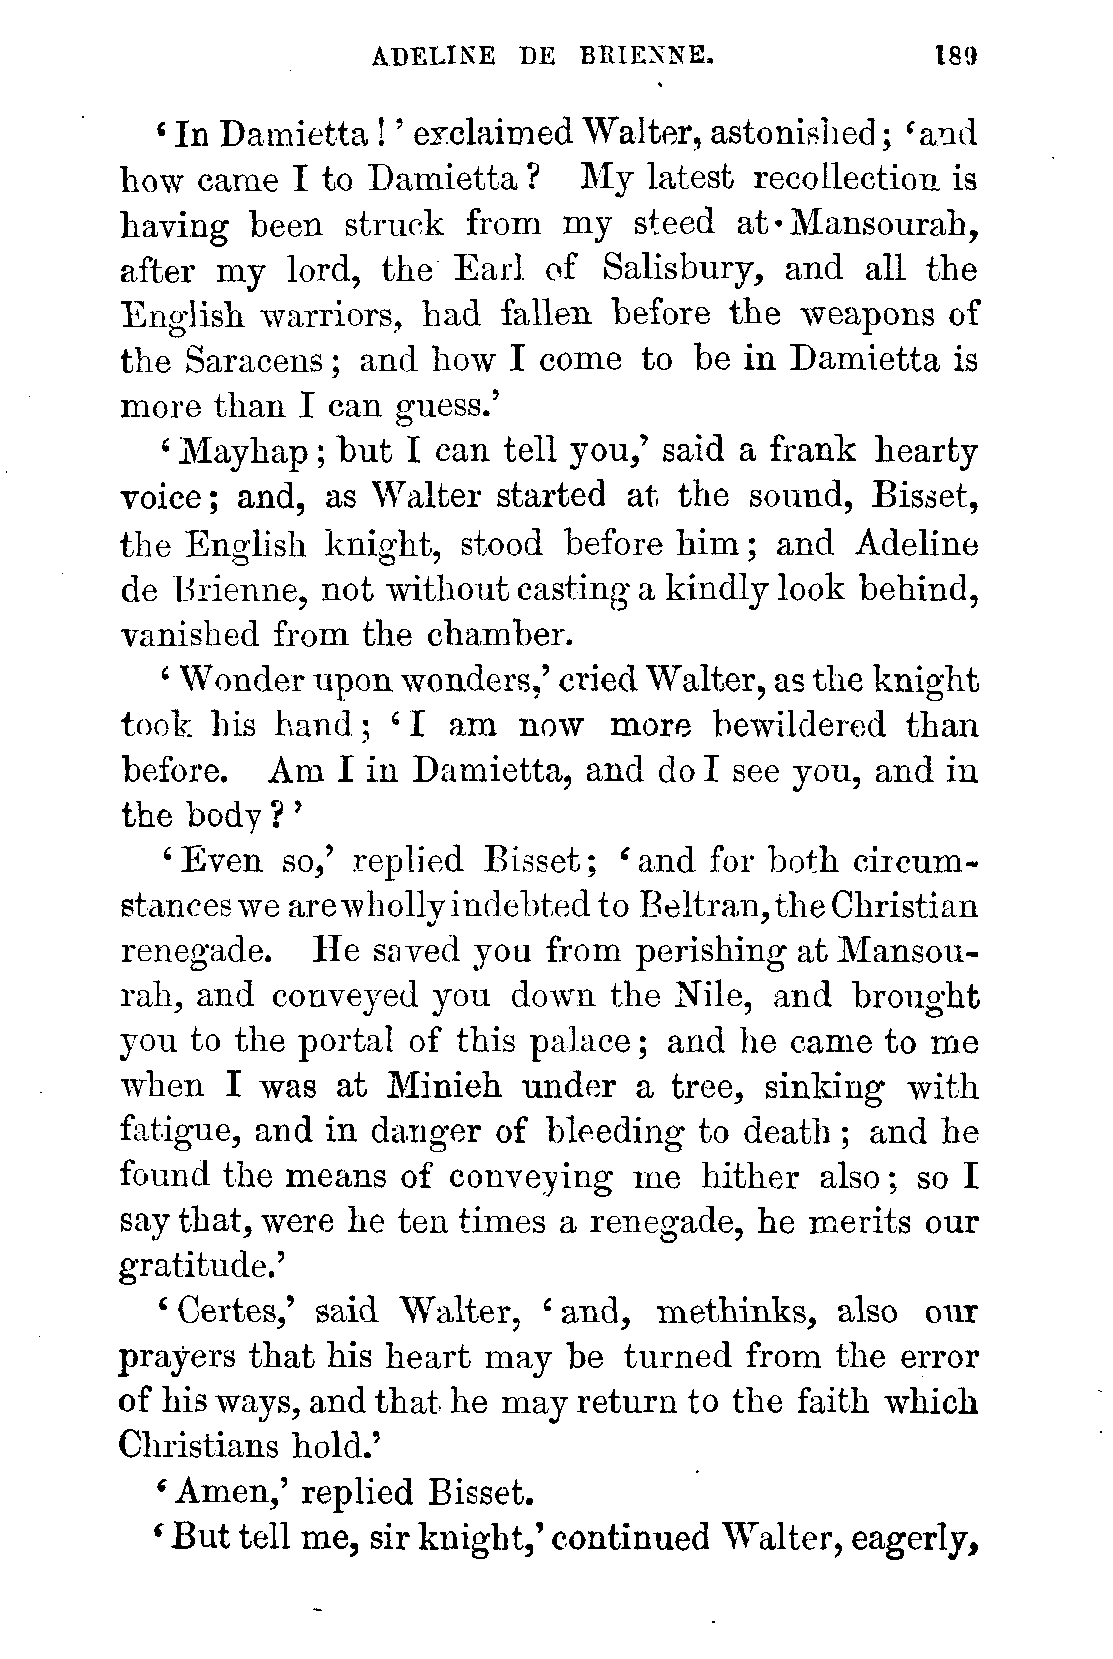 ADELINE DE BRIENNE. 189
‘In Damietta!’ exclaimed Walter, astonished; ‘and
how came I to Damietta? My latest recollection is
having been struck from my steed at Mansourah,
after my lord, the Earl of Salisbury, and all the
English warriors, had fallen before the weapons of
the Saracens; and how I come to be in Damietta is
more than I can guess.’
‘Mayhap; but I can tell you,’ said a frank hearty
voice; and, as Walter started at the sound, Bisset,
the English knight, stood before him; and Adeline
de Brienne, not without casting a kindly look behind,
vanished from the chamber.
‘Wonder upon wonders,’ cried Walter, as the knight
took his hand; ‘I am now more bewildered than
before. Am I in Damietta, and do I see you, and in
the body?’
‘Even so,’ replied Bisset; ‘and for both circum-
stances we are wholly indebted to Beltran, the Christian
renegade. He saved you from perishing at Mansou-
rah, and conveyed you down the Nile, and brought
you to the portal of this palace; and he came to me
when I was at Minieh under a tree, sinking with
fatigue, and in danger of bleeding to death; and he
found the means of conveying me hither also; so I
say that, were he ten times a renegade, he merits our
gratitude.’
‘Certes,’ said Walter, ‘and, methinks, also our
prayers that his heart may be turned from the error
of his ways, and that he may return to the faith which
Christians hold.’
‘Amen,’ replied Bisset.
‘But tell me, sir knight,’ continued Walter, eagerly,